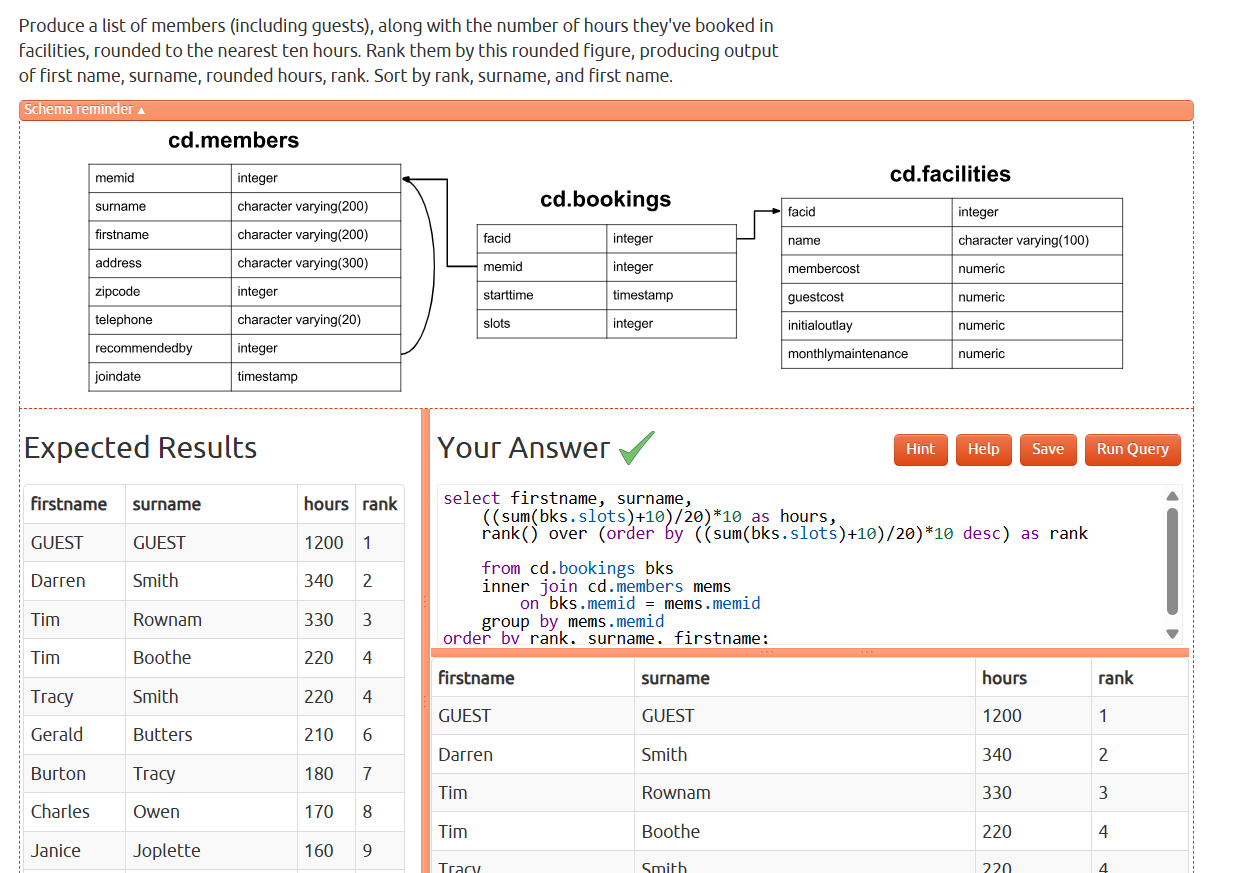 Produce a list of members (including guests), along with the number of hours they've booked in
facilities, rounded to the nearest ten hours. Rank them by this rounded figure, producing output
of first name, surname, rounded hours, rank. Sort by rank, surname, and first name.
Schema reminder ▲
cd.members
memid integer
surname character varying(200)
firstname character varying(200)
address character varying(300)
zipcode integer
telephone character varying(20)
recommendedby integer
joindate timestamp
cd.bookings
facid integer
memid integer
starttime timestamp
slots integer
cd.facilities
facid integer
name character varying(100)
membercost numeric
guestcost numeric
initialoutlay numeric
monthlymaintenance numeric
Expected Results
firstname surname hours rank
GUEST GUEST 1200 1
Darren Smith 340 2
Tim Rownam 330 3
Tim Boothe 220 4
Tracy Smith 220 4
Gerald Butters 210 6
Burton Tracy 180 7
Charles Owen 170 8
Janice Joplette 160 9
Your Answer
Hint Help Save Run Query
select firstname, surname,
((sum(bks.slots)+10)/20)*10 as hours,
rank() over (order by ((sum(bks.slots)+10)/20)*10 desc) as rank
from cd.bookings bks
inner join cd.members mems
on bks.memid = mems.memid
group by mems.memid
order by rank, surname, firstname;
firstname surname hours rank
GUEST GUEST 1200 1
Darren Smith 340 2
Tim Rownam 330 3
Tim Boothe 220 4
Tracy Smith 220 4